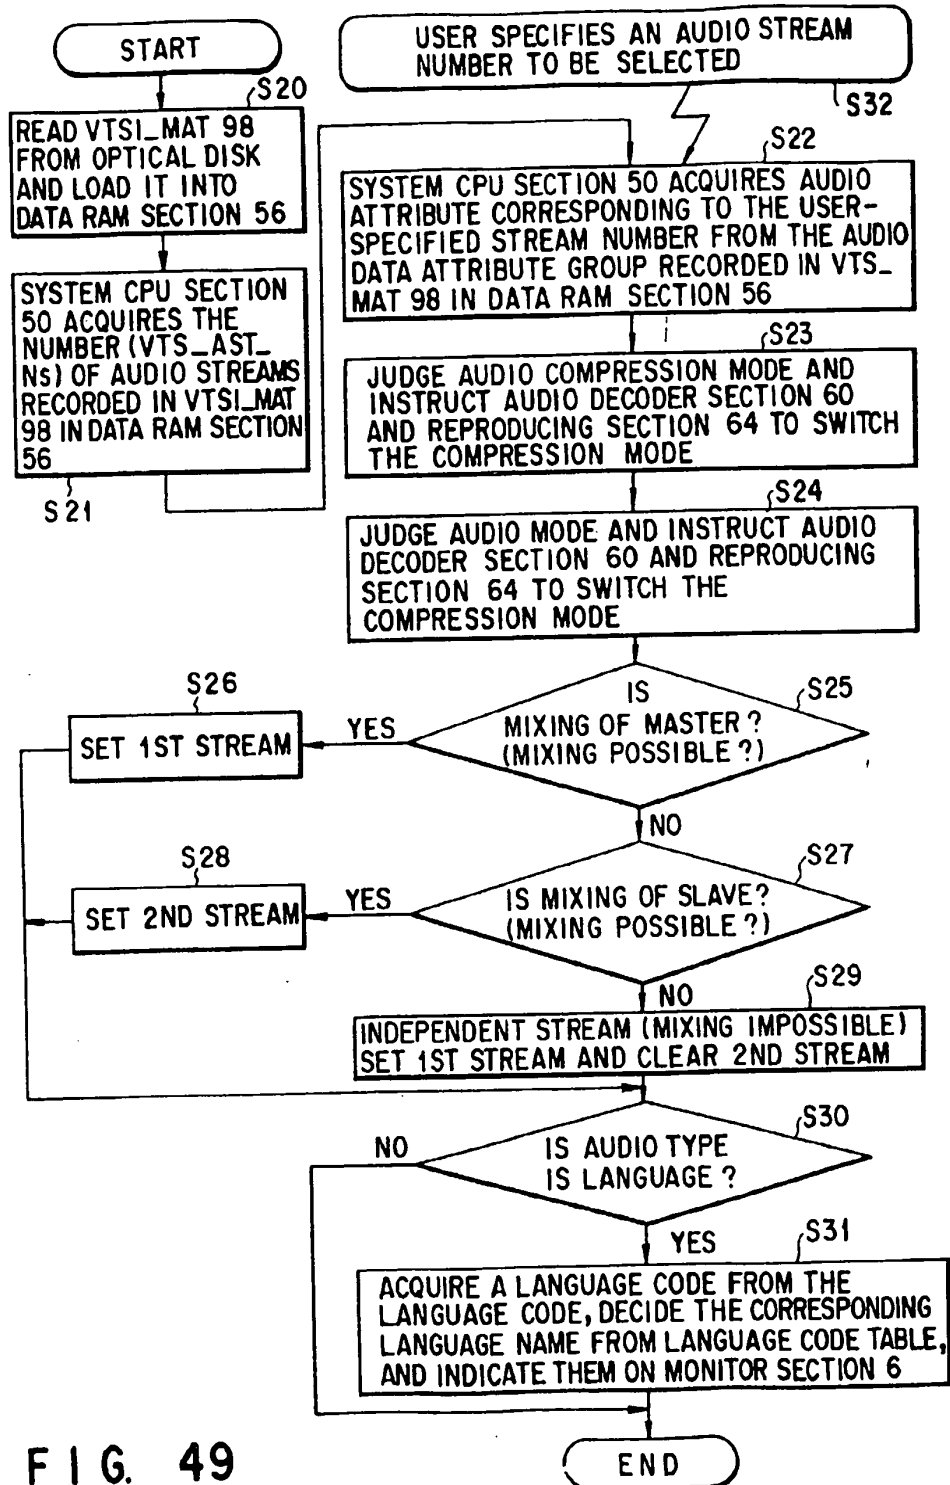 START
S20
READ VTSI_MAT 98
FROM OPTICAL DISK
AND LOAD IT INTO
DATA RAM SECTION 56
SYSTEM CPU SECTION
50 ACQUIRES THE
NUMBER (VTS_AST_
Ns) OF AUDIO STREAMS
RECORDED IN VTSI_MAT
98 IN DATA RAM SECTION
56
S21
USER SPECIFIES AN AUDIO STREAM
NUMBER TO BE SELECTED
S32
S22
SYSTEM CPU SECTION 50 ACQUIRES AUDIO
ATTRIBUTE CORRESPONDING TO THE USER-
SPECIFIED STREAM NUMBER FROM THE AUDIO
DATA ATTRIBUTE GROUP RECORDED IN VTS_
MAT 98 IN DATA RAM SECTION 56
S23
JUDGE AUDIO COMPRESSION MODE AND
INSTRUCT AUDIO DECODER SECTION 60
AND REPRODUCING SECTION 64 TO SWITCH
THE COMPRESSION MODE
S24
JUDGE AUDIO MODE AND INSTRUCT AUDIO
DECODER SECTION 60 AND REPRODUCING
SECTION 64 TO SWITCH THE
COMPRESSION MODE
S25
IS
MIXING OF MASTER?
(MIXING POSSIBLE?)
YES
S26
SET 1ST STREAM
NO
S27
IS MIXING OF SLAVE?
(MIXING POSSIBLE?)
YES
S28
SET 2ND STREAM
NO
S29
INDEPENDENT STREAM (MIXING IMPOSSIBLE)
SET 1ST STREAM AND CLEAR 2ND STREAM
S30
IS AUDIO TYPE
IS LANGUAGE?
NO
YES
S31
ACQUIRE A LANGUAGE CODE FROM THE
LANGUAGE CODE, DECIDE THE CORRESPONDING
LANGUAGE NAME FROM LANGUAGE CODE TABLE,
AND INDICATE THEM ON MONITOR SECTION 6
END
FIG. 49